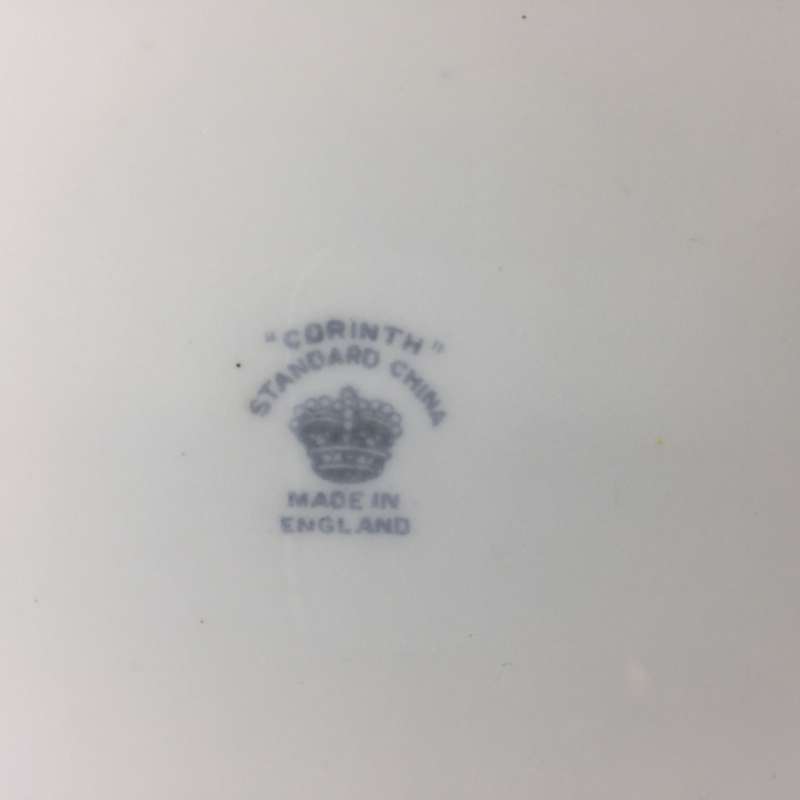 "CORINTH"
STANDARD CHINA
MADE IN
ENGLAND